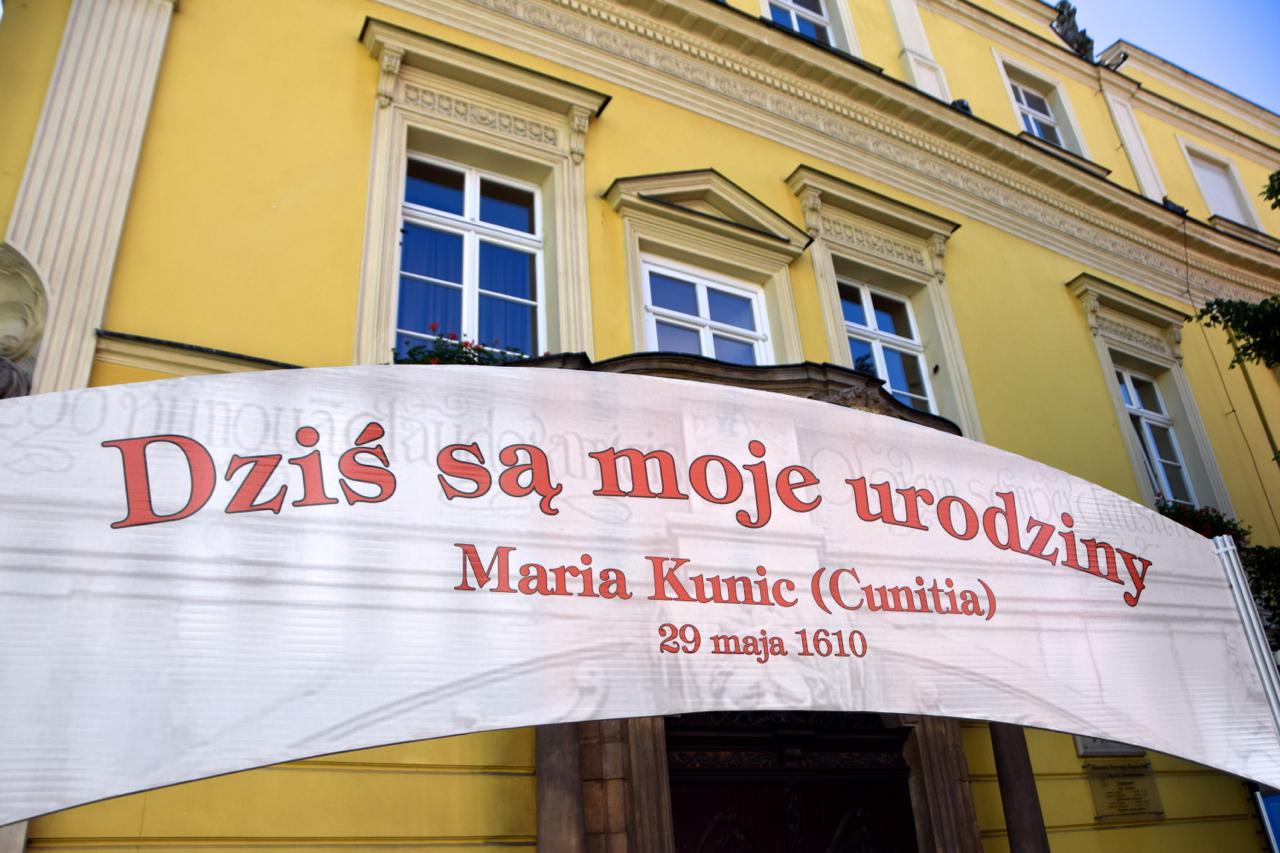 Dziś są moje urodziny
Maria Kunic (Cunitia)
29 maja 1610